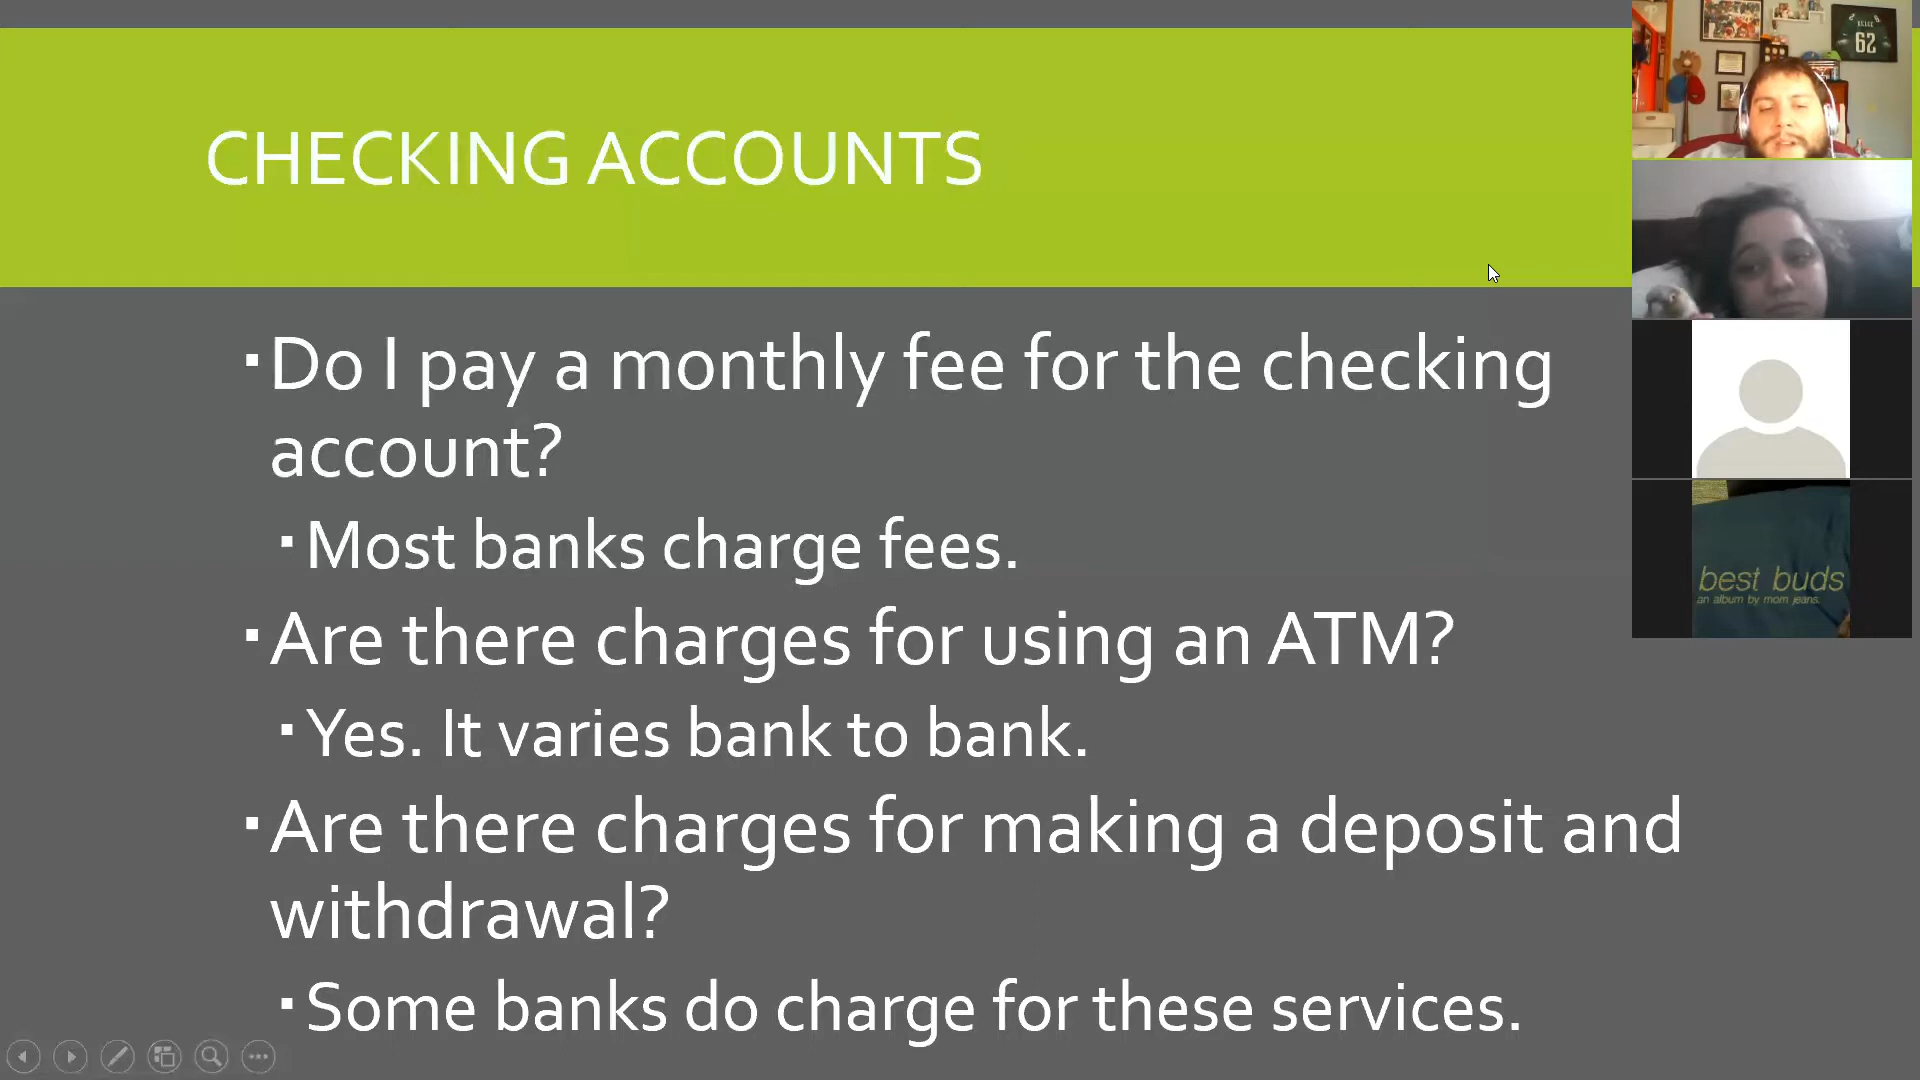 CHECKING ACCOUNTS
▪Do I pay a monthly fee for the checking
account?
▪Most banks charge fees.
▪Are there charges for using an ATM?
▪Yes. It varies bank to bank.
▪Are there charges for making a deposit and
withdrawal?
▪Some banks do charge for these services.
KELCE
62
best buds
an album by mom jeans.